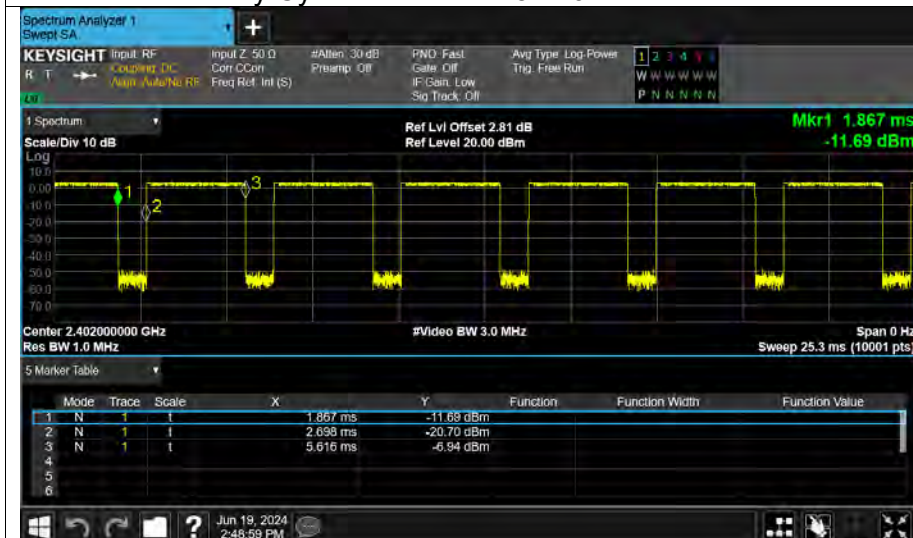 Spectrum Analyzer 1
Swept SA
+
KEYSIGHT Input: RF
R T
Coupling: DC
Align: Auto/No RF
Input Z: 50 Ω
Corr CCorr
Freq Ref: Int (S)
#Atten: 30 dB
Preamp: Off
PNO: Fast
Gate: Off
IF Gain: Low
Sig Track: Off
Avg Type: Log-Power
Trig: Free Run
1 2 3 4 5 6
W W W W W W
P N N N N N
1 Spectrum
Scale/Div 10 dB
Ref Lvl Offset 2.81 dB
Ref Level 20.00 dBm
Mkr1 1.867 ms
-11.69 dBm
Log
10.0
0.00
-10.0
-20.0
-30.0
-40.0
-50.0
-60.0
-70.0
1
2
3
Center 2.402000000 GHz
Res BW 1.0 MHz
#Video BW 3.0 MHz
Span 0 Hz
Sweep 25.3 ms (10001 pts)
5 Marker Table
Mode Trace Scale X Y Function Function Width Function Value
1 N 1 t 1.867 ms -11.69 dBm
2 N 1 t 2.698 ms -20.70 dBm
3 N 1 t 5.616 ms -6.94 dBm
4
5
6
?
Jun 19, 2024
2:48:59 PM